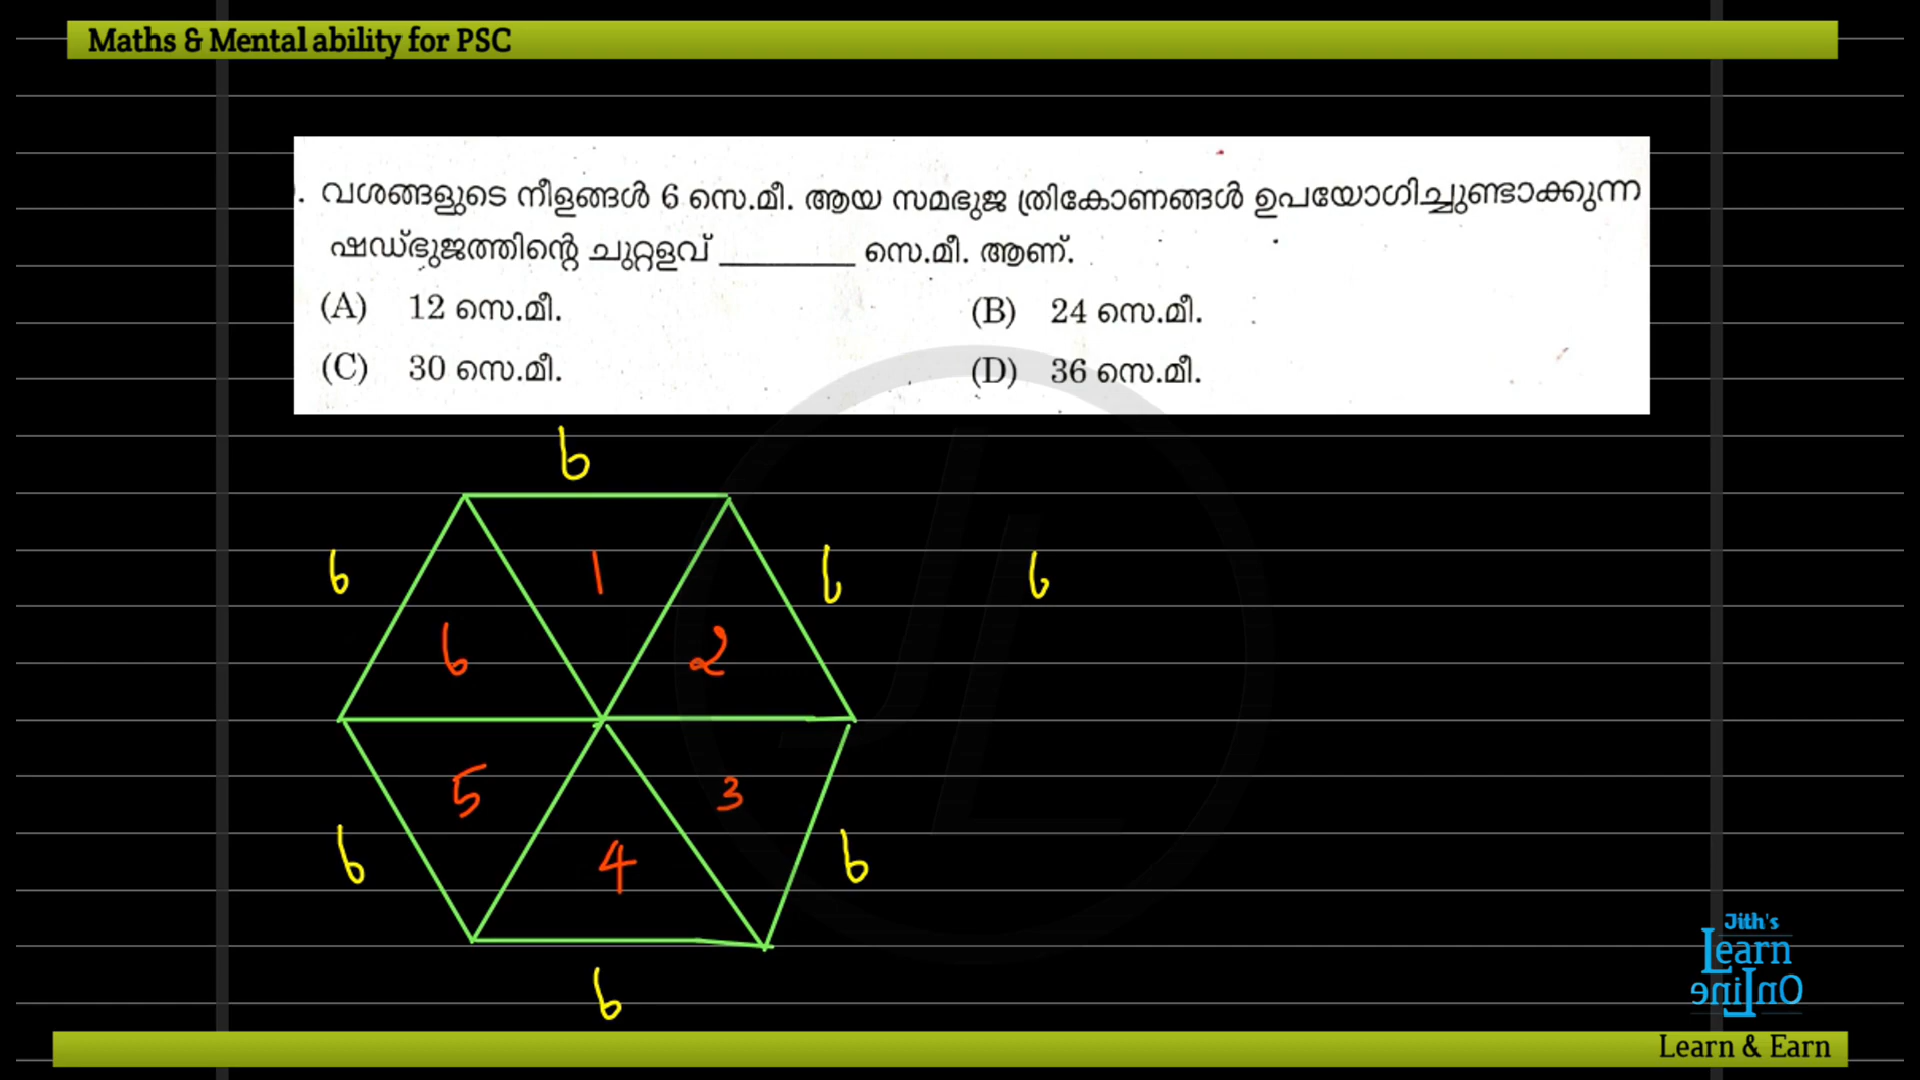 Maths & Mental ability for PSC
. വശങ്ങളുടെ നീളങ്ങൾ 6 സെ.മീ. ആയ സമഭുജ ത്രികോണങ്ങൾ ഉപയോഗിച്ചുണ്ടാക്കുന്ന
ഷഡ്ഭുജത്തിന്റെ ചുറ്റളവ് ________ സെ.മീ. ആണ്.
(A) 12 സെ.മീ. (B) 24 സെ.മീ.
(C) 30 സെ.മീ. (D) 36 സെ.മീ.
6
6 1 6 6
6 2
5 3
6 4 6
6
Jith's
Learn
OnLine
Learn & Earn